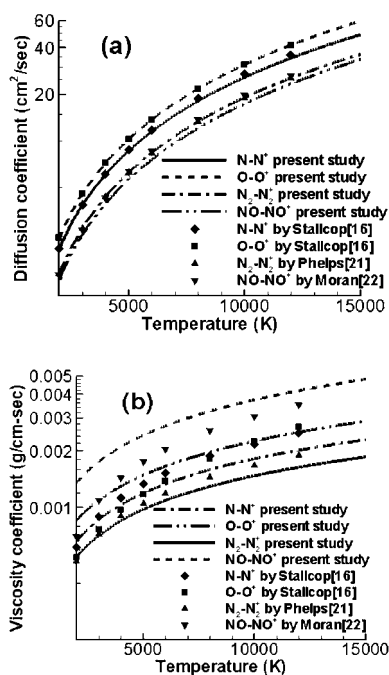 (a)
60
40
20
Diffusion coefficient (cm²/sec)
N-N⁺ present study
O-O⁺ present study
N₂-N₂⁺ present study
NO-NO⁺ present study
N-N⁺ by Stallcop[16]
O-O⁺ by Stallcop[16]
N₂-N₂⁺ by Phelps[21]
NO-NO⁺ by Moran[22]
5000 10000 15000
Temperature (K)
(b)
0.005
0.004
0.003
0.002
0.001
Viscosity coefficient (g/cm-sec)
N-N⁺ present study
O-O⁺ present study
N₂-N₂⁺ present study
NO-NO⁺ present study
N-N⁺ by Stallcop[16]
O-O⁺ by Stallcop[16]
N₂-N₂⁺ by Phelps[21]
NO-NO⁺ by Moran[22]
5000 10000 15000
Temperature (K)